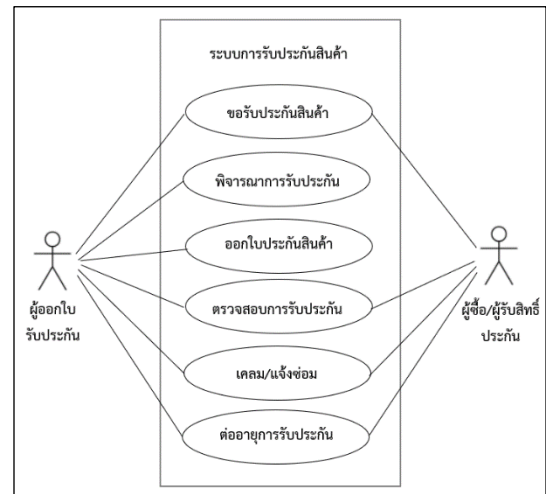 ระบบการรับประกันสินค้า
ขอรับประกันสินค้า
พิจารณาการรับประกัน
ออกใบประกันสินค้า
ตรวจสอบการรับประกัน
เคลม/แจ้งซ่อม
ต่ออายุการรับประกัน
ผู้ออกใบ
รับประกัน
ผู้ซื้อ/ผู้รับสิทธิ์
ประกัน